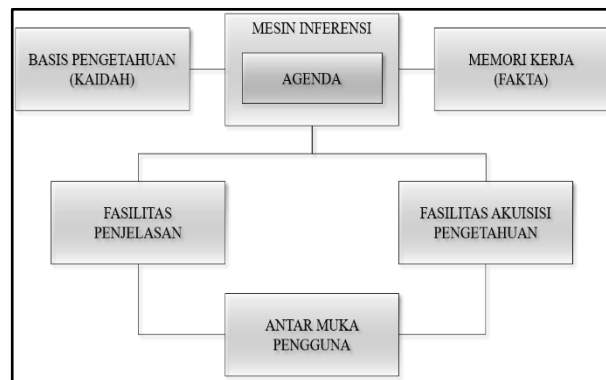 MESIN INFERENSI
BASIS PENGETAHUAN
(KAIDAH)
AGENDA
MEMORI KERJA
(FAKTA)
FASILITAS
PENJELASAN
FASILITAS AKUISISI
PENGETAHUAN
ANTAR MUKA
PENGGUNA